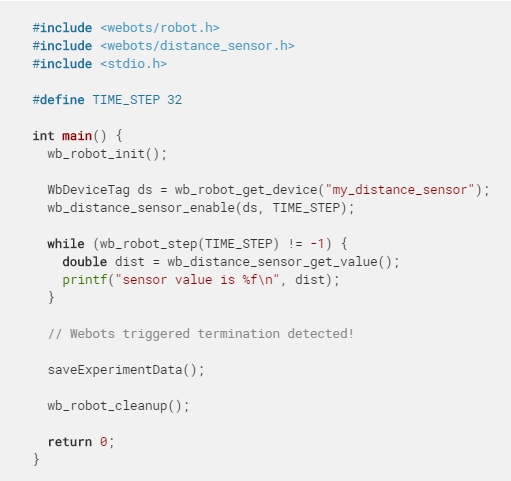 #include <webots/robot.h>
#include <webots/distance_sensor.h>
#include <stdio.h>
#define TIME_STEP 32
int main() {
wb_robot_init();
WbDeviceTag ds = wb_robot_get_device("my_distance_sensor");
wb_distance_sensor_enable(ds, TIME_STEP);
while (wb_robot_step(TIME_STEP) != -1) {
double dist = wb_distance_sensor_get_value();
printf("sensor value is %f\n", dist);
}
// Webots triggered termination detected!
saveExperimentData();
wb_robot_cleanup();
return 0;
}